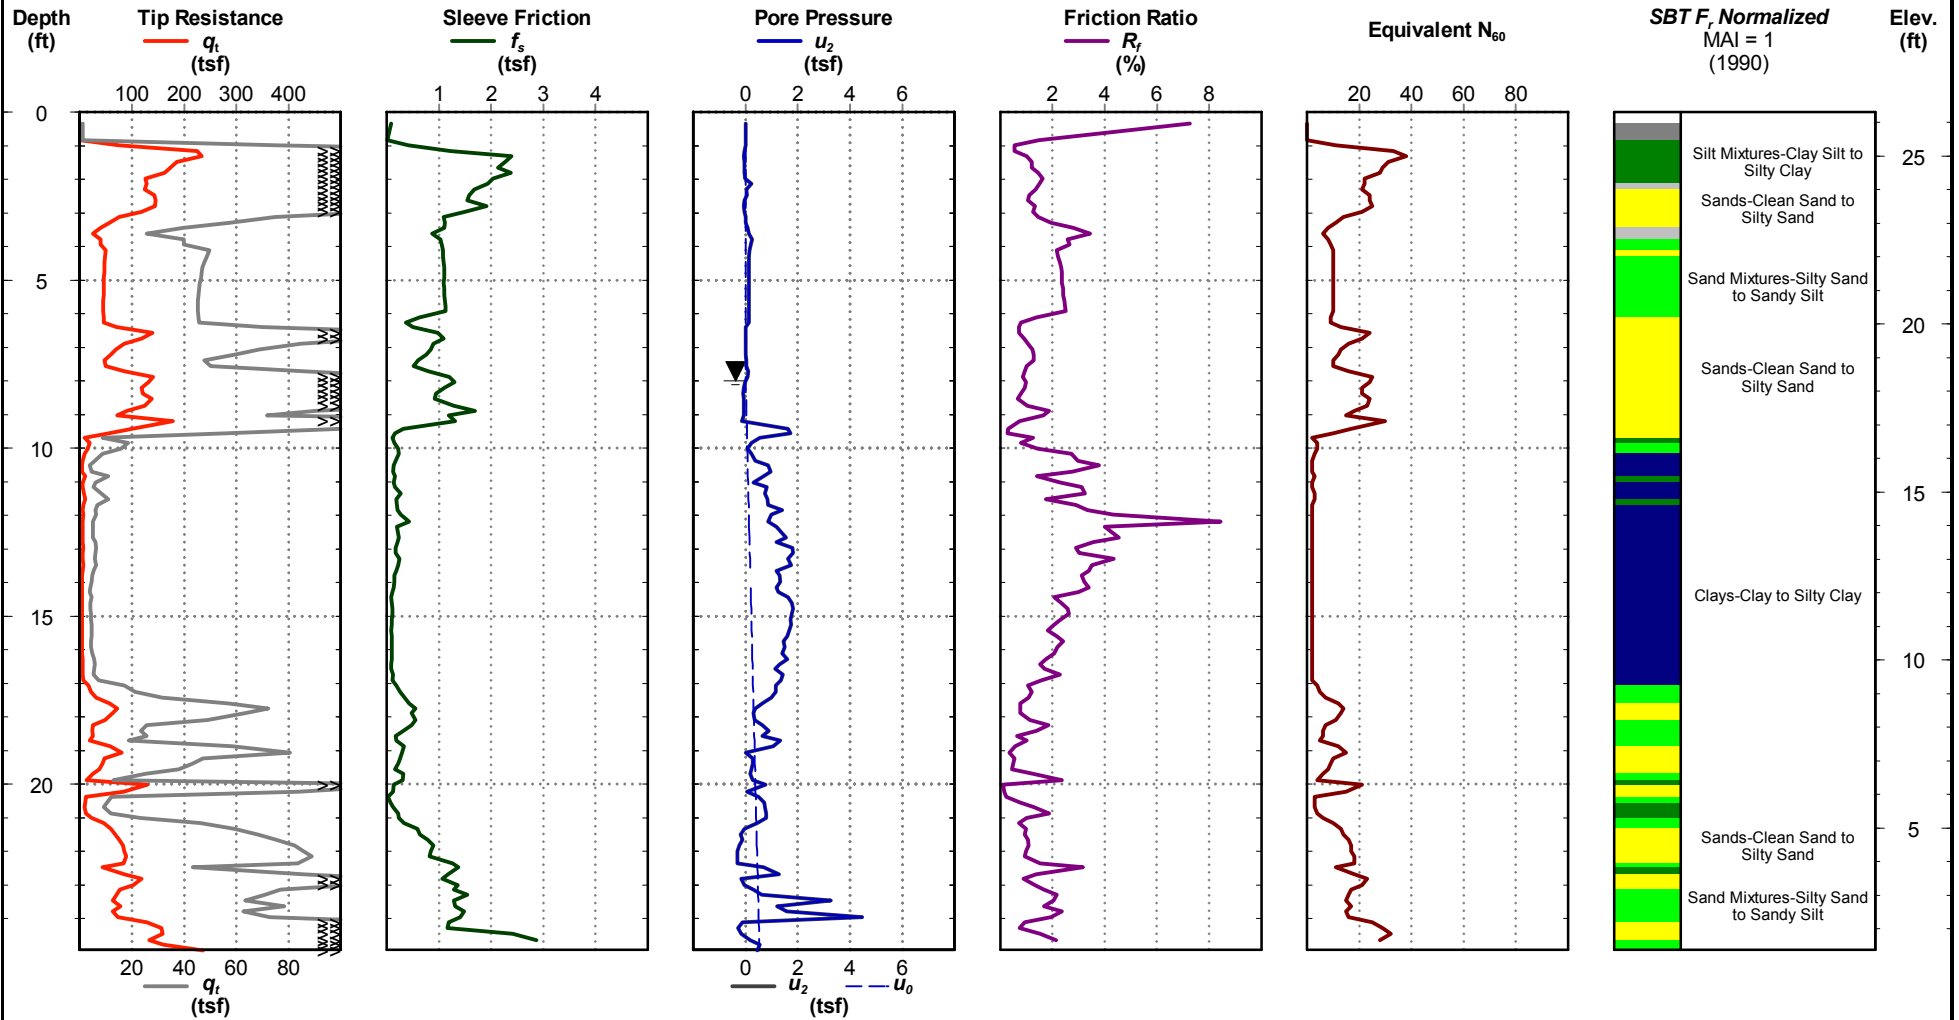 Depth
(ft)
Tip Resistance
qt
(tsf)
Sleeve Friction
fs
(tsf)
Pore Pressure
u2
(tsf)
Friction Ratio
Rf
(%)
Equivalent N60
SBT Fr Normalized
MAI = 1
(1990)
Elev.
(ft)
100 200 300 400
1 2 3 4
0 2 4 6
2 4 6 8
20 40 60 80
0
5
10
15
20
>>
>>
>>
>>
>>
>>
>>
>>
Silt Mixtures-Clay Silt to
Silty Clay
Sands-Clean Sand to
Silty Sand
Sand Mixtures-Silty Sand
to Sandy Silt
Sands-Clean Sand to
Silty Sand
Clays-Clay to Silty Clay
Sands-Clean Sand to
Silty Sand
Sand Mixtures-Silty Sand
to Sandy Silt
25
20
15
10
5
20 40 60 80
qt
(tsf)
0 2 4 6
u2 u0
(tsf)